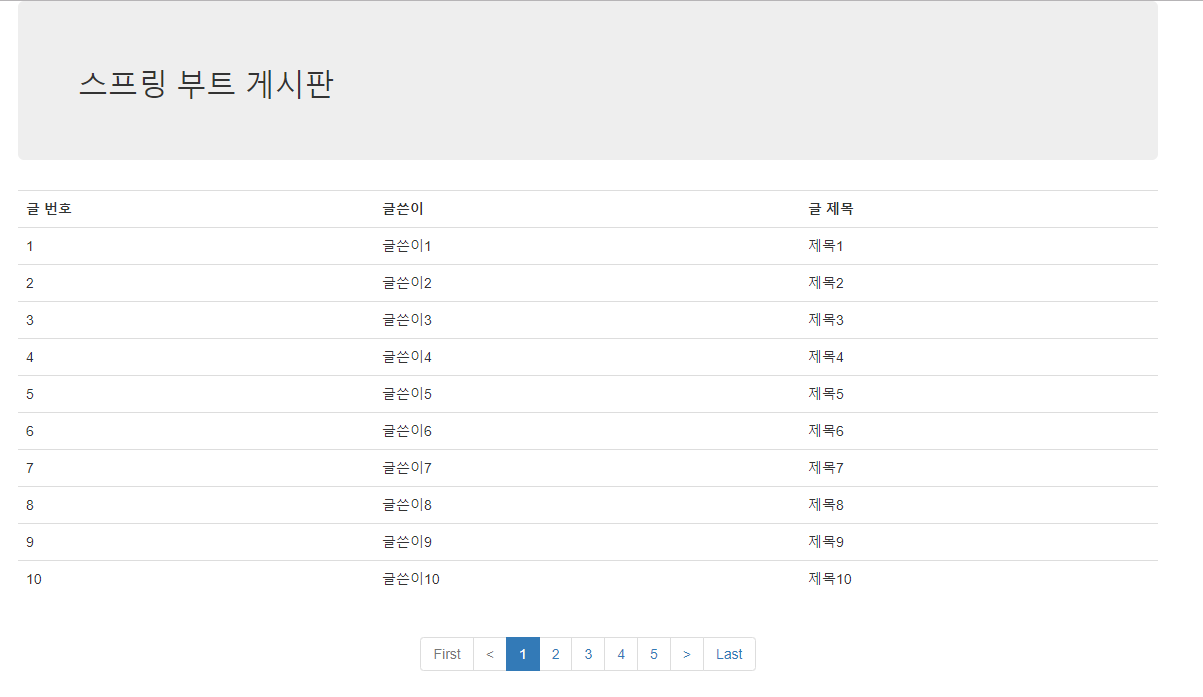 스프링 부트 게시판
글 번호 글쓴이 글 제목
1 글쓴이1 제목1
2 글쓴이2 제목2
3 글쓴이3 제목3
4 글쓴이4 제목4
5 글쓴이5 제목5
6 글쓴이6 제목6
7 글쓴이7 제목7
8 글쓴이8 제목8
9 글쓴이9 제목9
10 글쓴이10 제목10
First < 1 2 3 4 5 > Last